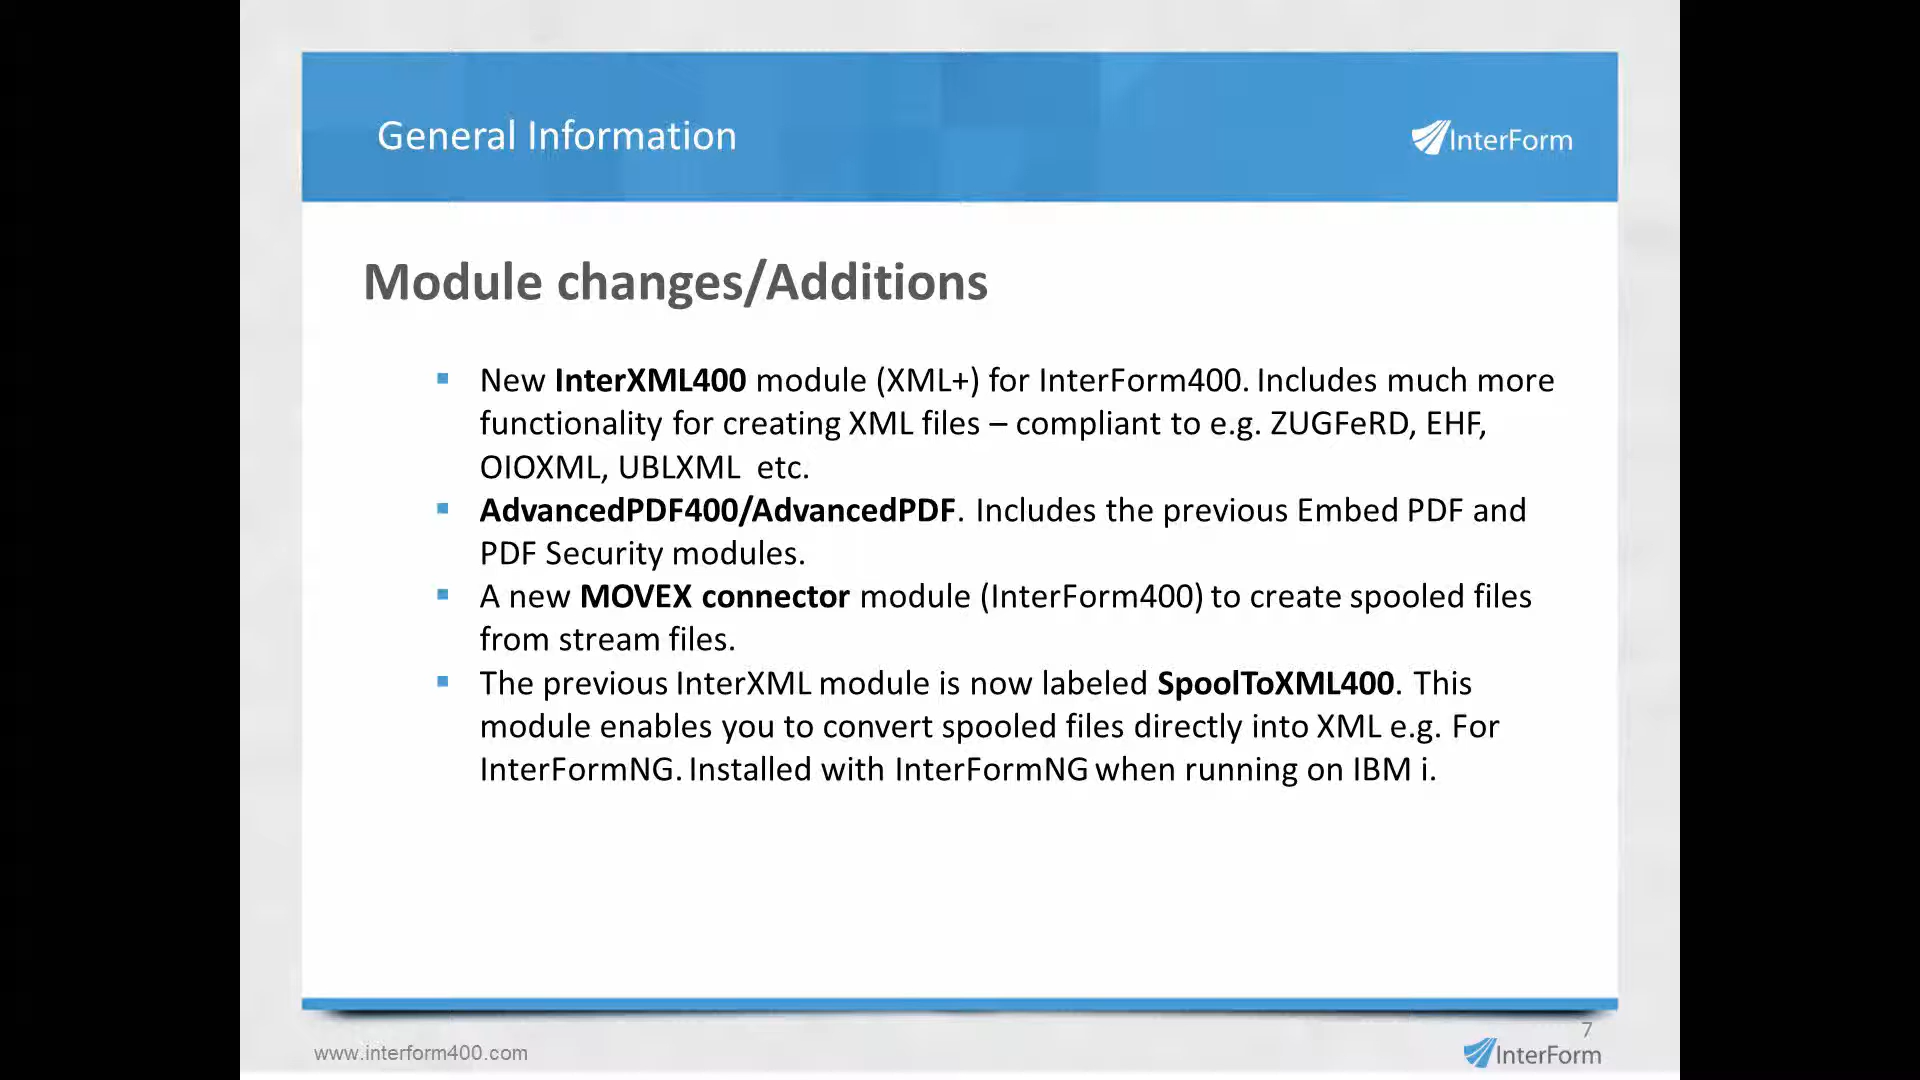 General Information
InterForm
Module changes/Additions
▪ New InterXML400 module (XML+) for InterForm400. Includes much more
functionality for creating XML files – compliant to e.g. ZUGFeRD, EHF,
OIOXML, UBLXML etc.
▪ AdvancedPDF400/AdvancedPDF. Includes the previous Embed PDF and
PDF Security modules.
▪ A new MOVEX connector module (InterForm400) to create spooled files
from stream files.
▪ The previous InterXML module is now labeled SpoolToXML400. This
module enables you to convert spooled files directly into XML e.g. For
InterFormNG. Installed with InterFormNG when running on IBM i.
7
www.interform400.com
InterForm